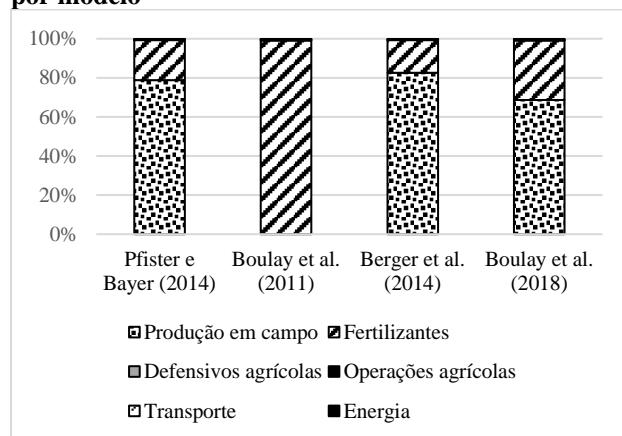 por modelo
100%
80%
60%
40%
20%
0%
Pfister e Boulay et al. Berger et al. Boulay et al.
Bayer (2014) (2011) (2014) (2018)
Produção em campo Fertilizantes
Defensivos agrícolas Operações agrícolas
Transporte Energia